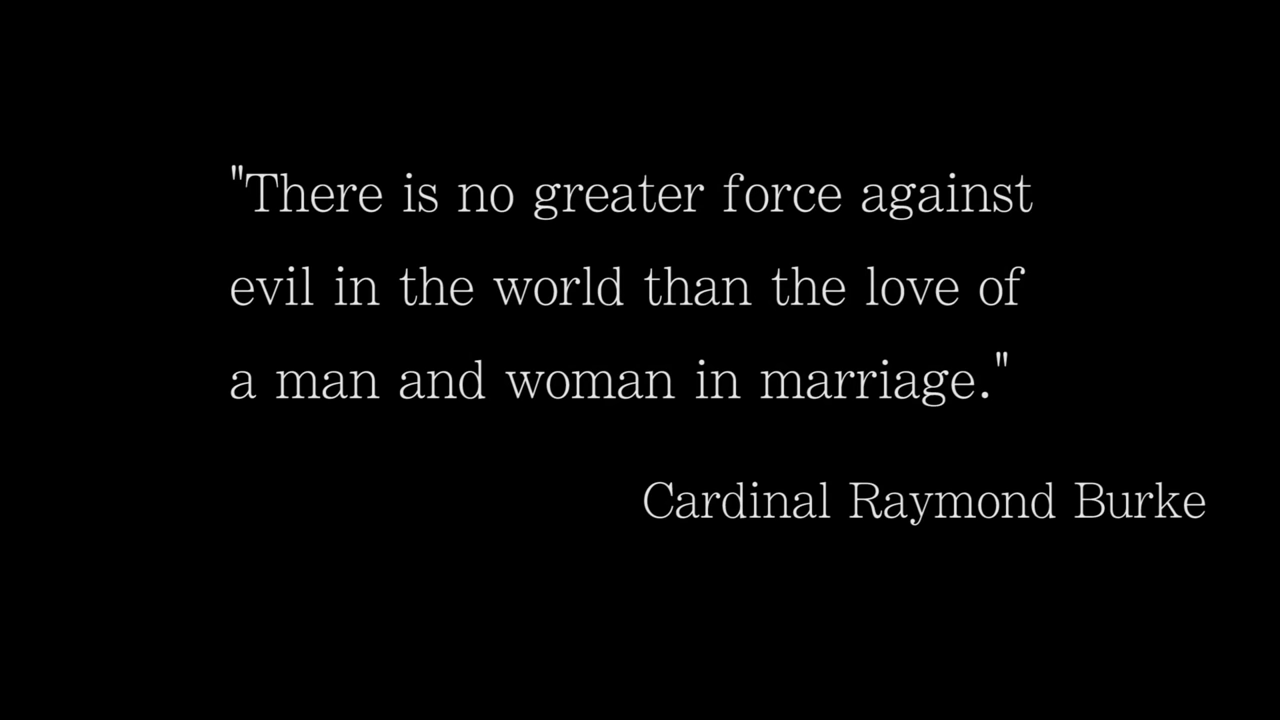 "There is no greater force against
evil in the world than the love of
a man and woman in marriage."
Cardinal Raymond Burke